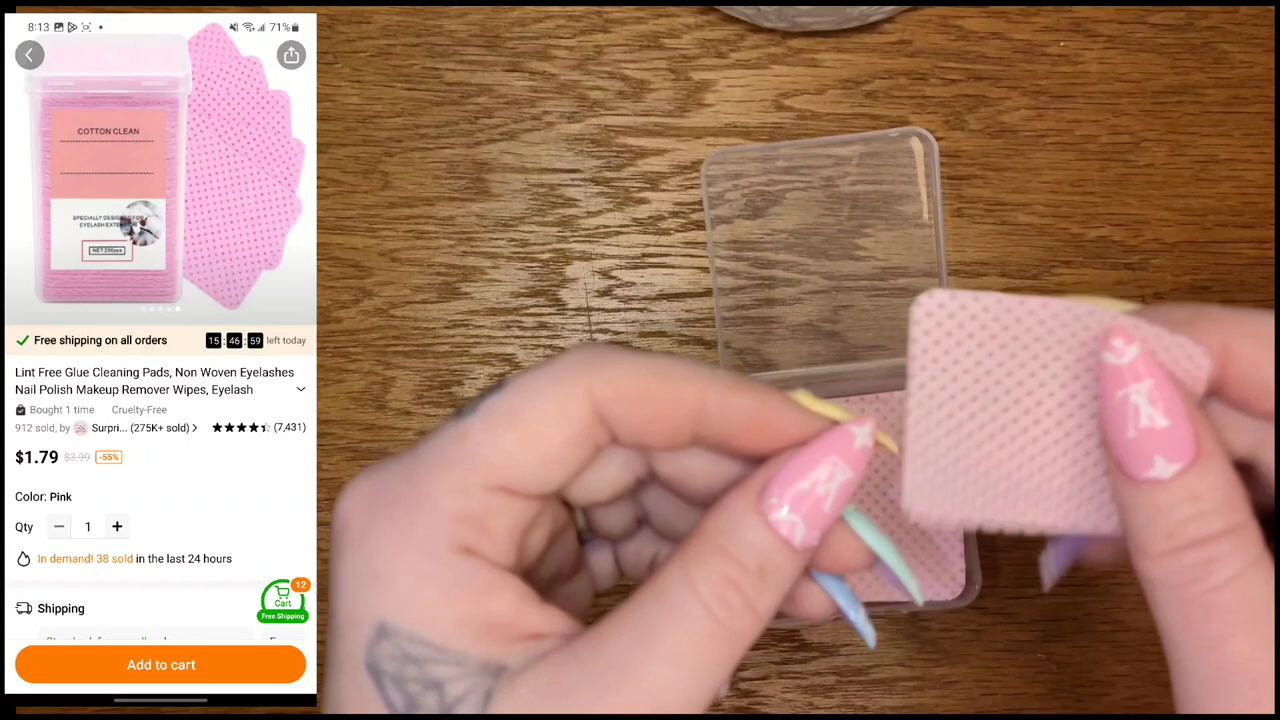 8:13
71%
COTTON CLEAN
SPECIALLY DESIGNED FOR
EYELASH EXTENSION
NET:200pcs
Free shipping on all orders 15:46:59 left today
Lint Free Glue Cleaning Pads, Non Woven Eyelashes
Nail Polish Makeup Remover Wipes, Eyelash
Bought 1 time Cruelty-Free
912 sold, by Surpri... (275K+ sold) (7,431)
$1.79 $3.99 -55%
Color: Pink
Qty − 1 +
In demand! 38 sold in the last 24 hours
12
Cart
Free Shipping
Shipping
Add to cart